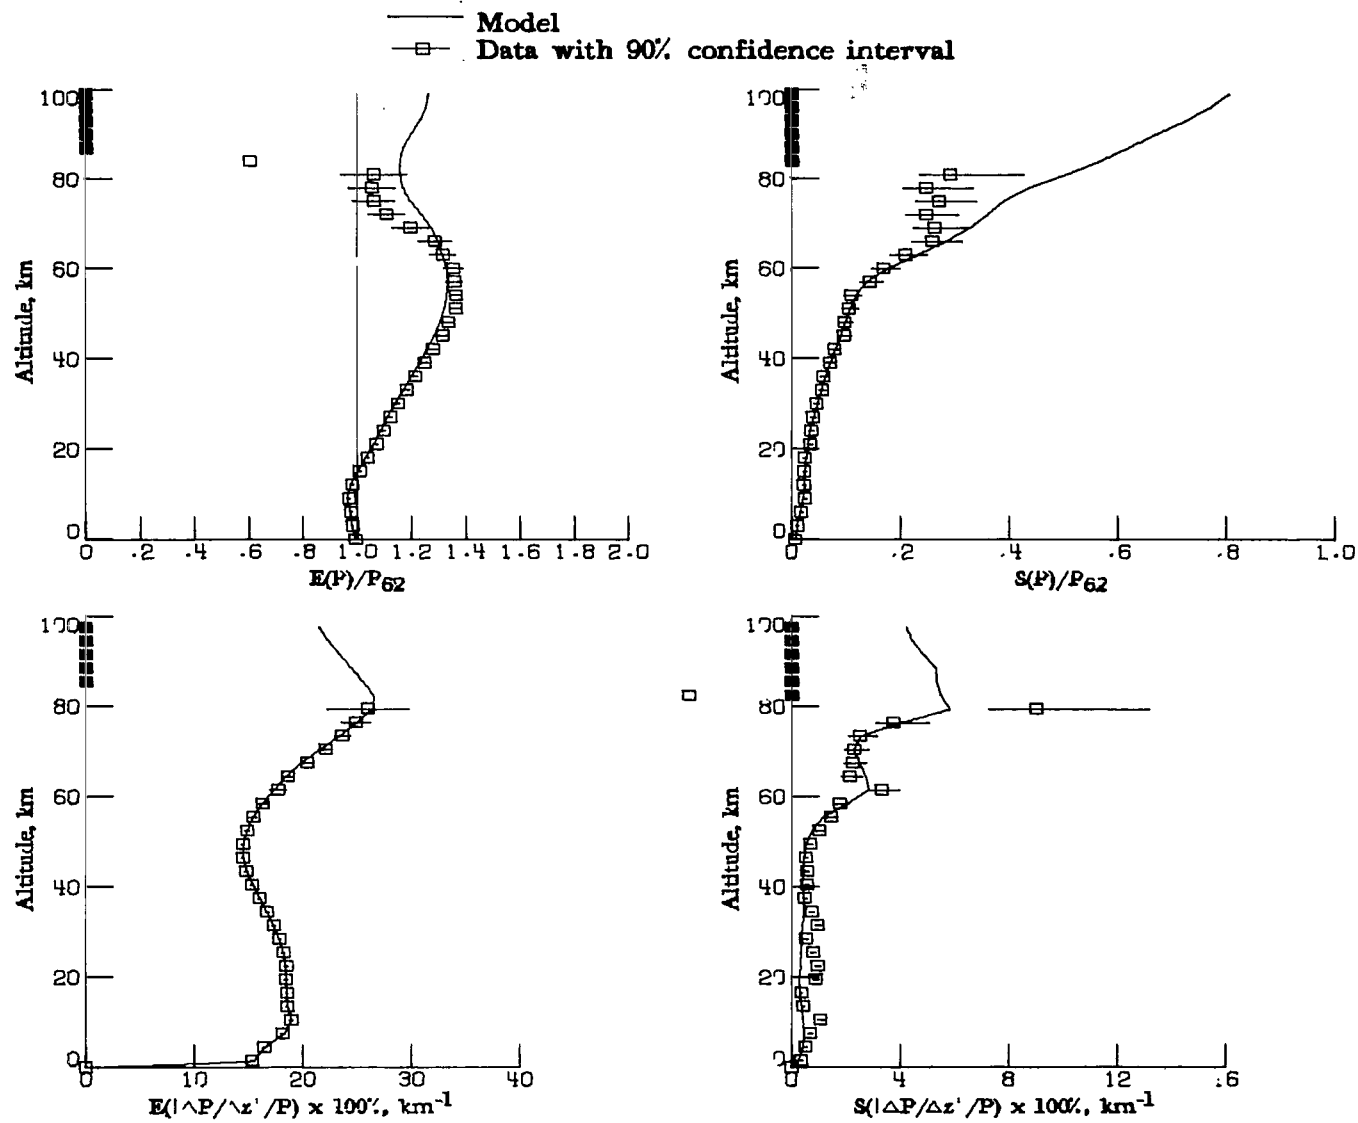 Model
Data with 90% confidence interval
100
80
60
40
20
0
Altitude, km
0 .2 .4 .6 .8 1.0 1.2 1.4 1.6 1.8 2.0
E(P)/P62
100
80
60
40
20
0
Altitude, km
0 .2 .4 .6 .8 1.0
S(P)/P62
100
80
60
40
20
0
Altitude, km
0 10 20 30 40
E(|ΔP/Δz|/P) x 100%, km-1
100
80
60
40
20
0
Altitude, km
0 4 8 12 16
S(|ΔP/Δz|/P) x 100%, km-1